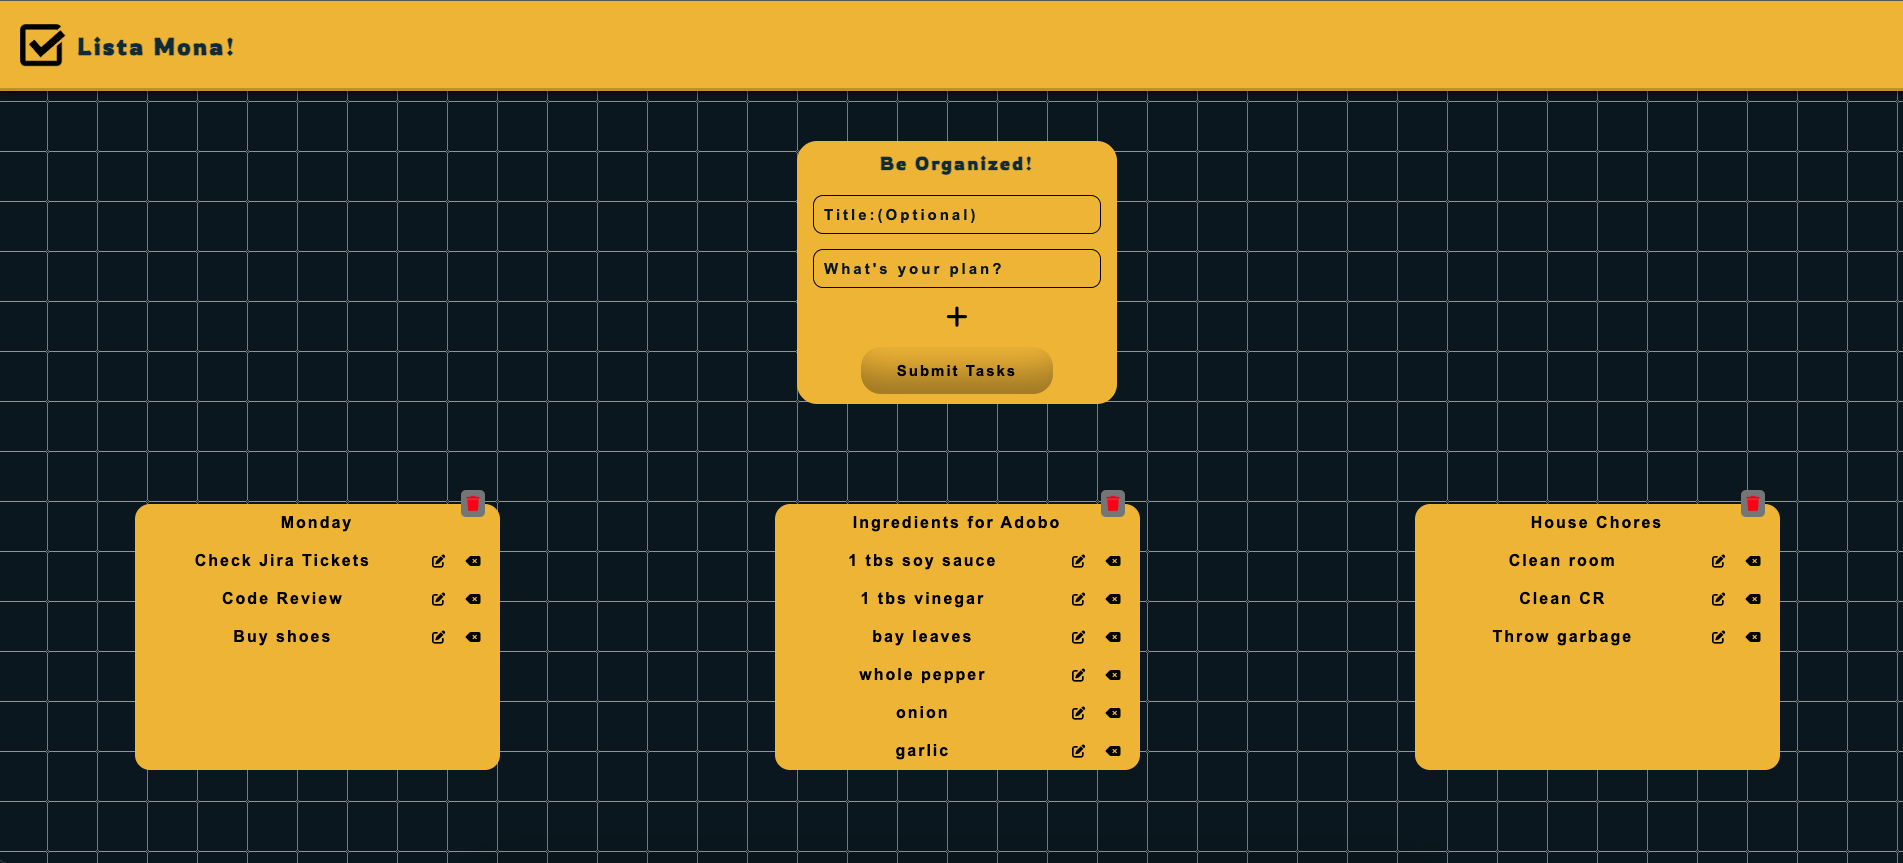 Lista Mona!
Be Organized!
Title:(Optional)
What's your plan?
Submit Tasks
Monday
Check Jira Tickets
Code Review
Buy shoes
Ingredients for Adobo
1 tbs soy sauce
1 tbs vinegar
bay leaves
whole pepper
onion
garlic
House Chores
Clean room
Clean CR
Throw garbage